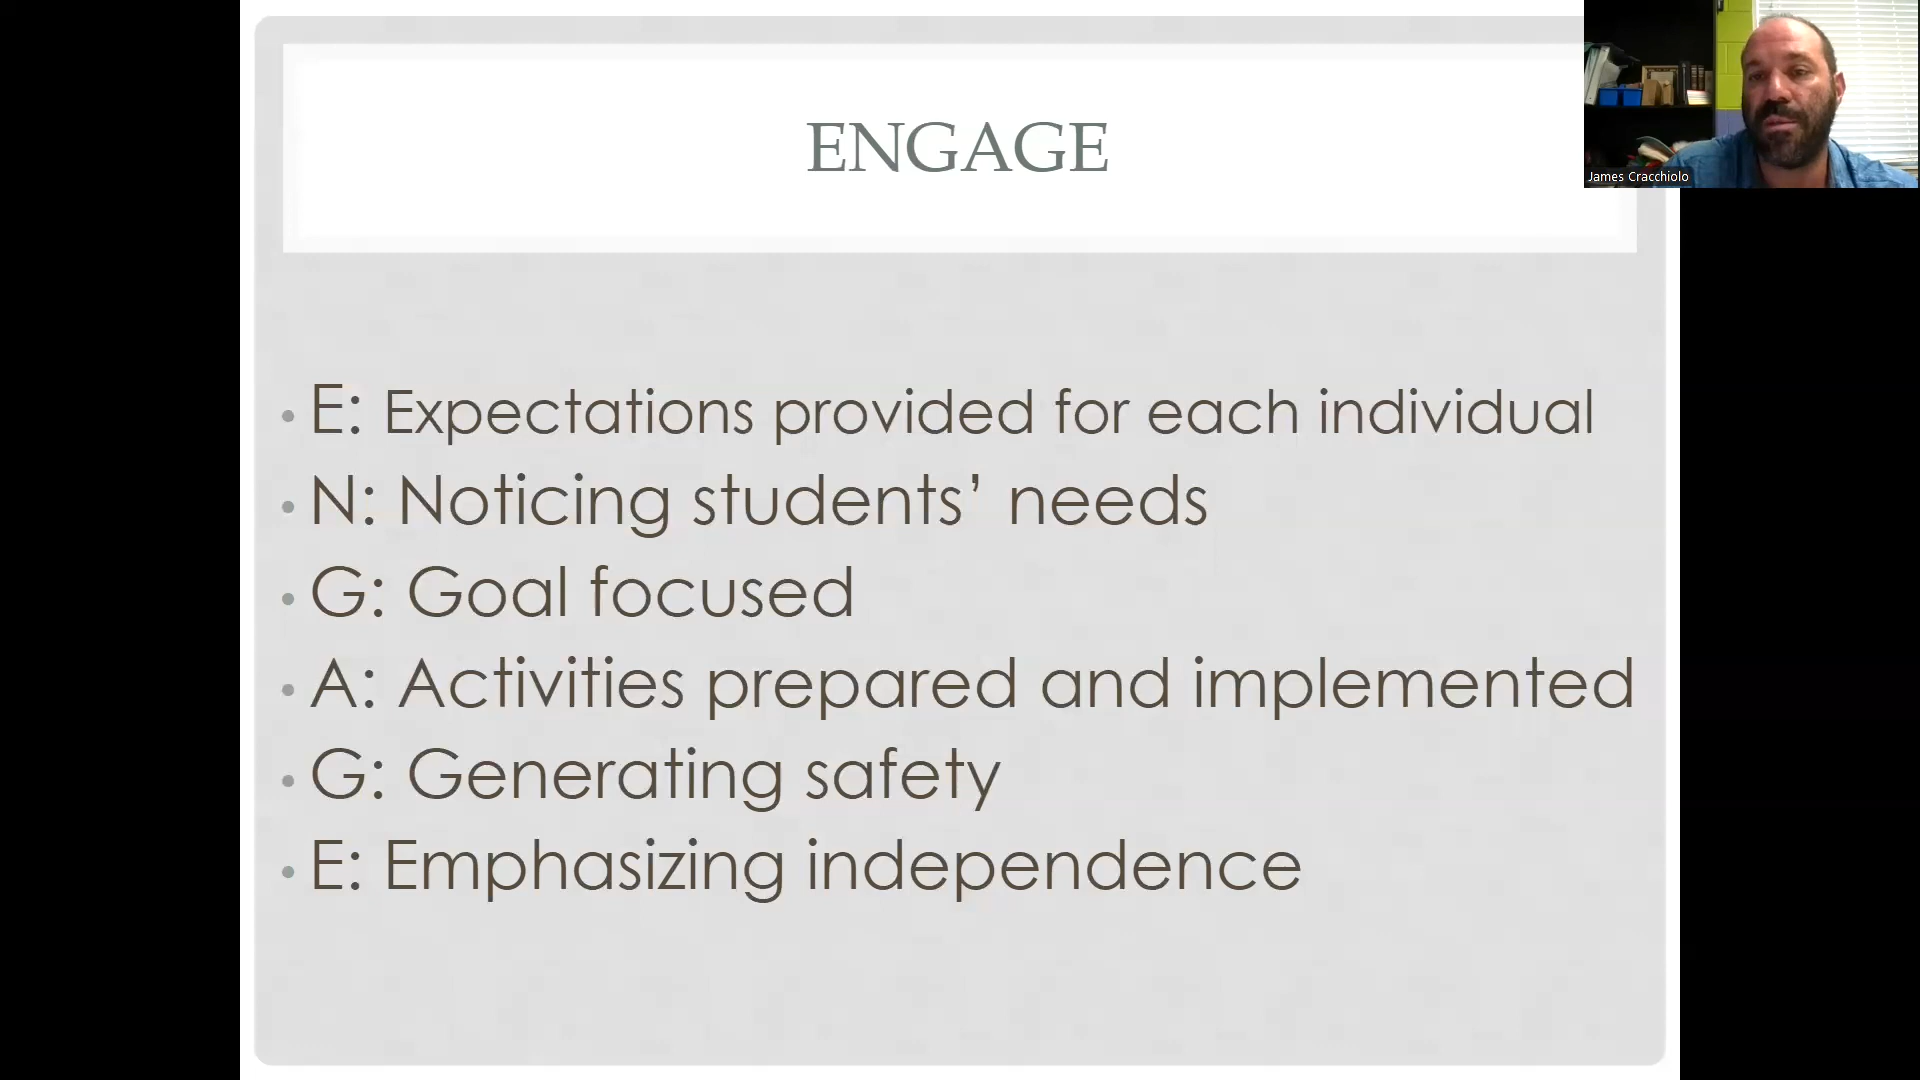 ENGAGE
James Cracchiolo
• E: Expectations provided for each individual
• N: Noticing students’ needs
• G: Goal focused
• A: Activities prepared and implemented
• G: Generating safety
• E: Emphasizing independence